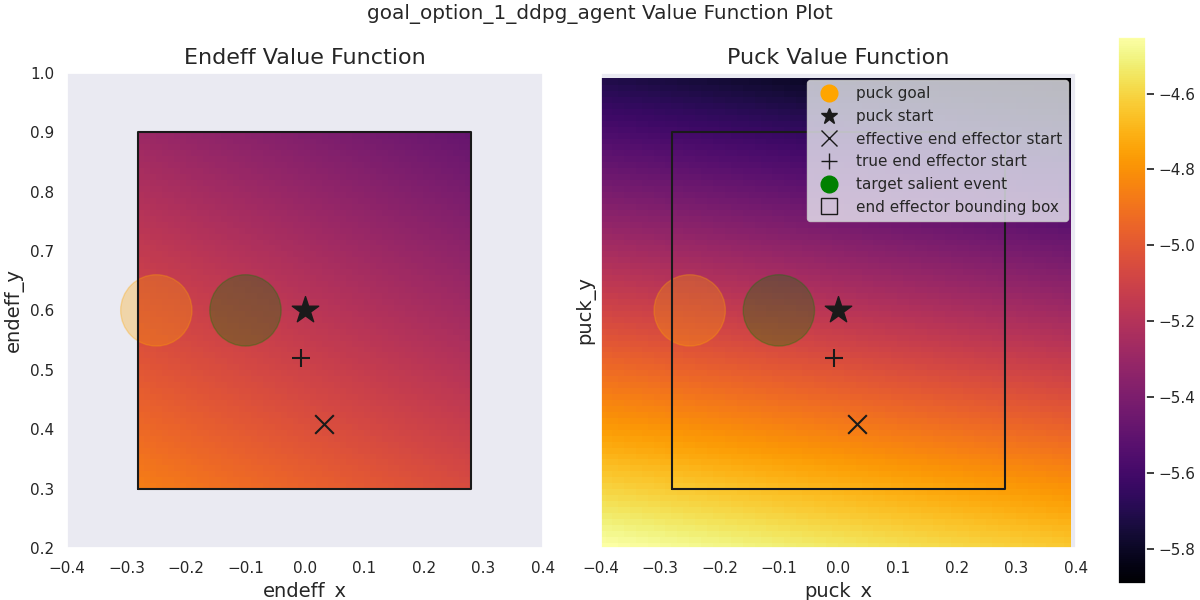 goal_option_1_ddpg_agent Value Function Plot
Endeff Value Function
Puck Value Function
1.0
0.9
0.8
0.7
0.6
0.5
0.4
0.3
0.2
endeff_y
−0.4
−0.3
−0.2
−0.1
0.0
0.1
0.2
0.3
0.4
endeff_x
puck goal
puck start
effective end effector start
true end effector start
target salient event
end effector bounding box
puck_y
−0.4
−0.3
−0.2
−0.1
0.0
0.1
0.2
0.3
0.4
puck_x
−4.6
−4.8
−5.0
−5.2
−5.4
−5.6
−5.8